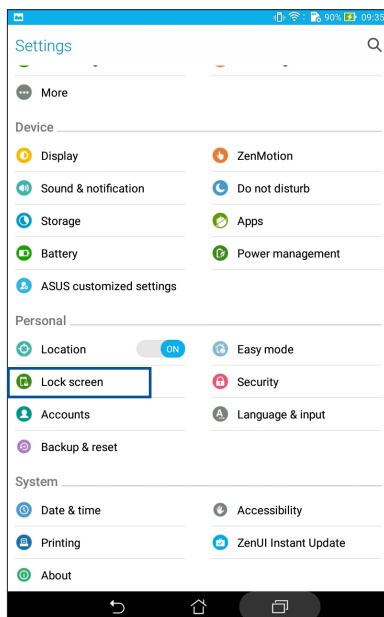 90% 09:35
Settings
More
Device
Display ZenMotion
Sound & notification Do not disturb
Storage Apps
Battery Power management
ASUS customized settings
Personal
Location ON Easy mode
Lock screen Security
Accounts A Language & input
Backup & reset
System
Date & time Accessibility
Printing ZenUI Instant Update
About